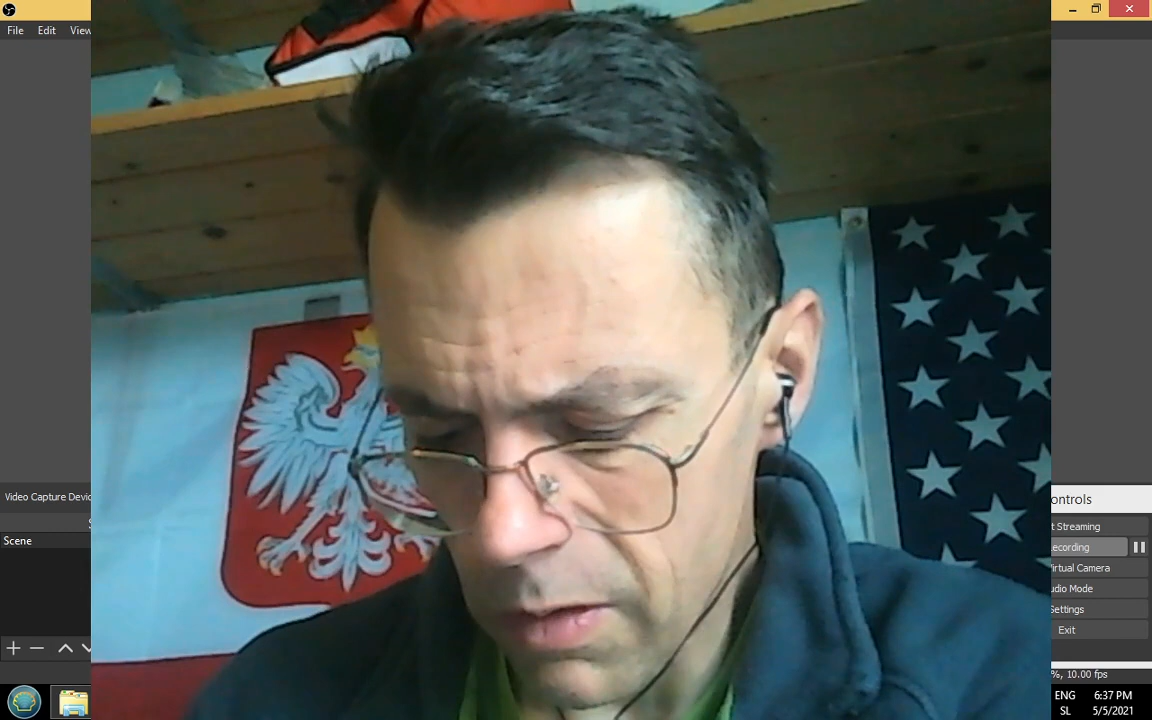 File Edit View
Video Capture Devic
Scene
ontrols
t Streaming
ecording
irtual Camera
udio Mode
Settings
Exit
%, 10.00 fps
ENG 6:37 PM
SL 5/5/2021